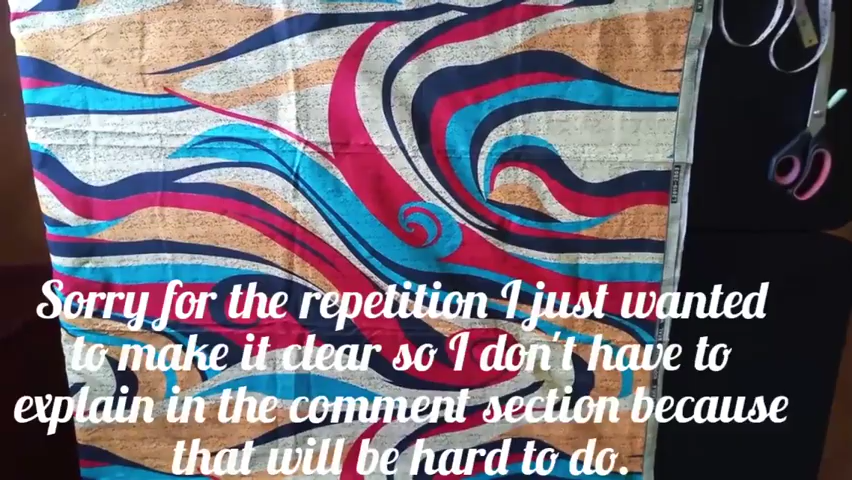 Sorry for the repetition I just wanted
to make it clear so I don't have to
explain in the comment section because
that will be hard to do.